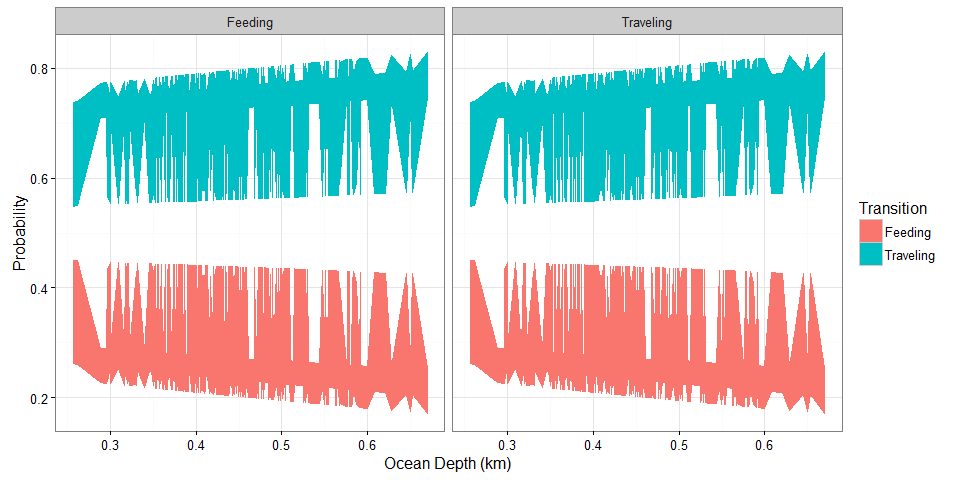 Feeding
Traveling
0.8
0.6
0.4
0.2
Probability
0.3 0.4 0.5 0.6
0.3 0.4 0.5 0.6
Ocean Depth (km)
Transition
Feeding
Traveling